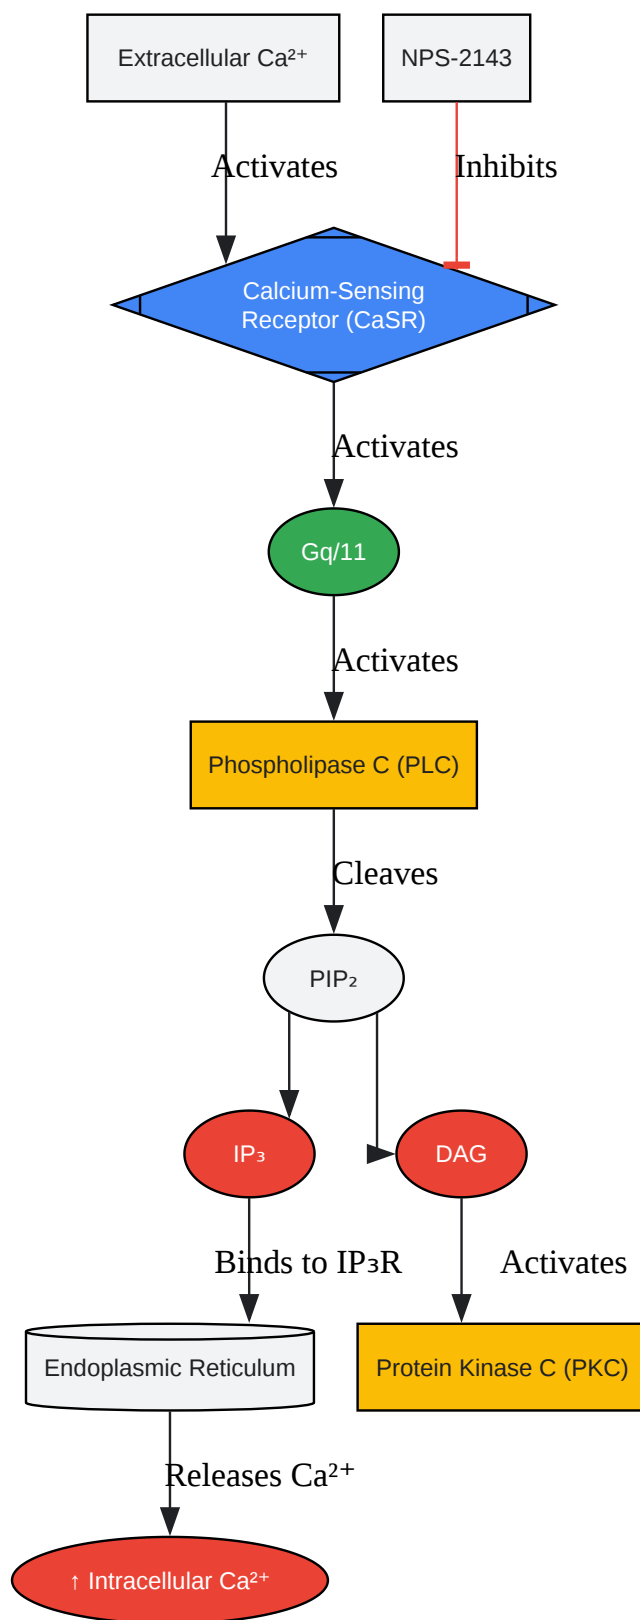 Extracellular Ca²⁺
NPS-2143
Activates
Inhibits
Calcium-Sensing
Receptor (CaSR)
Activates
Gq/11
Activates
Phospholipase C (PLC)
Cleaves
PIP₂
IP₃
DAG
Binds to IP₃R
Activates
Endoplasmic Reticulum
Protein Kinase C (PKC)
Releases Ca²⁺
↑ Intracellular Ca²⁺